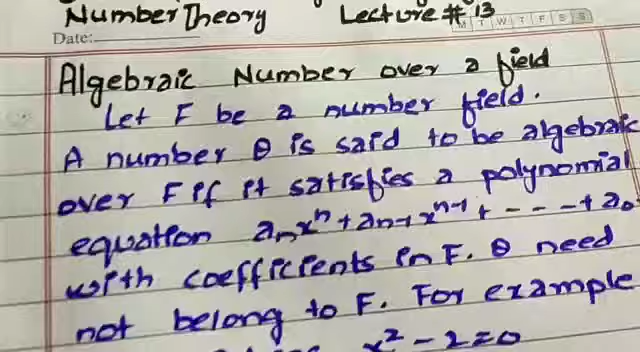 Number Theory Lecture # 13
M T W T F S S
Date:
Algebraic Number over a field
Let F be a number field.
A number θ is said to be algebraic
over F if it satisfies a polynomial
equation aₙxⁿ + aₙ₋₁xⁿ⁻¹ + - - - + a₀
with coefficients in F. θ need
not belong to F. For example
x² - 2 = 0